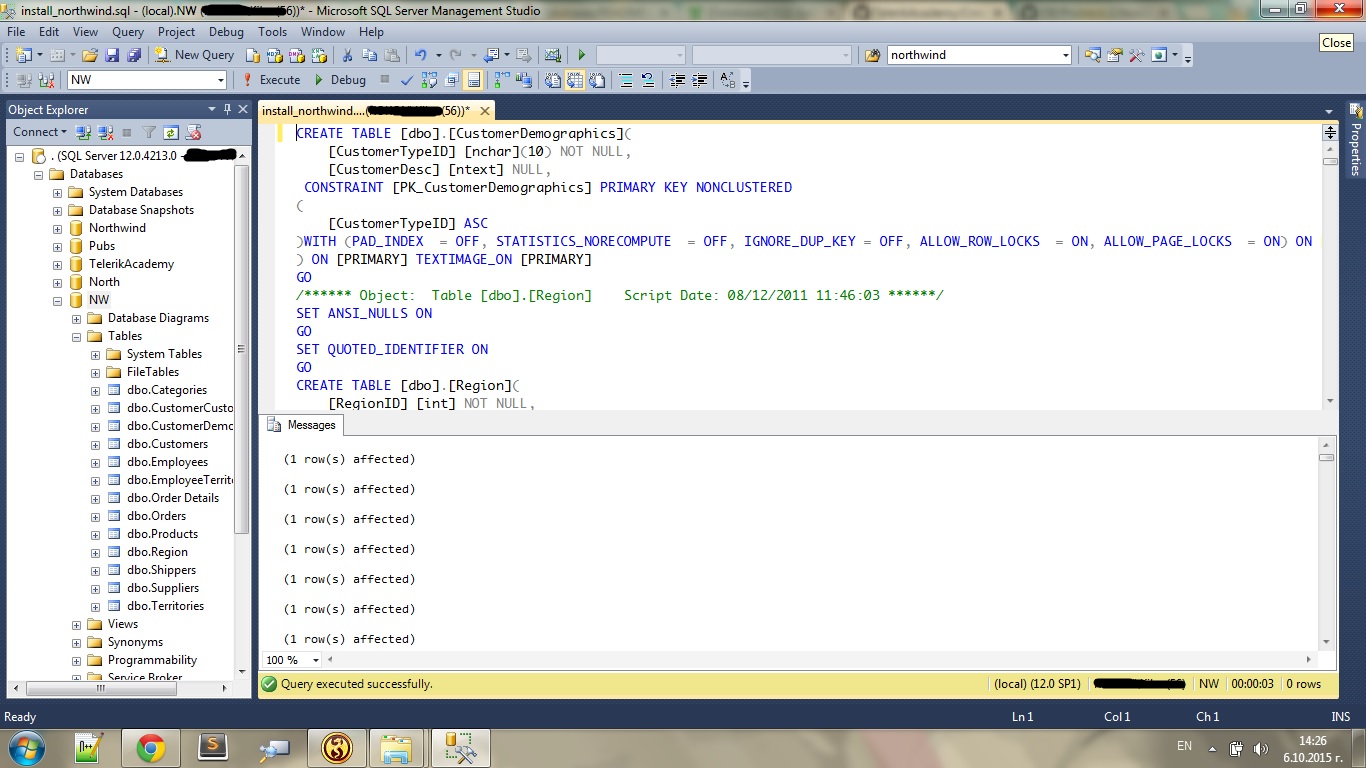 install_northwind.sql - (local).NW ( (56))* - Microsoft SQL Server Management Studio
File Edit View Query Project Debug Tools Window Help
Close
New Query northwind
NW Execute Debug
Object Explorer
Connect
. (SQL Server 12.0.4213.0 -
Databases
System Databases
Database Snapshots
Northwind
Pubs
TelerikAcademy
North
NW
Database Diagrams
Tables
System Tables
FileTables
dbo.Categories
dbo.CustomerCusto
dbo.CustomerDemo
dbo.Customers
dbo.Employees
dbo.EmployeeTerrit
dbo.Order Details
dbo.Orders
dbo.Products
dbo.Region
dbo.Shippers
dbo.Suppliers
dbo.Territories
Views
Synonyms
Programmability
Service Broker
install_northwind....( (56))*
CREATE TABLE [dbo].[CustomerDemographics](
[CustomerTypeID] [nchar](10) NOT NULL,
[CustomerDesc] [ntext] NULL,
CONSTRAINT [PK_CustomerDemographics] PRIMARY KEY NONCLUSTERED
(
[CustomerTypeID] ASC
)WITH (PAD_INDEX  = OFF, STATISTICS_NORECOMPUTE  = OFF, IGNORE_DUP_KEY = OFF, ALLOW_ROW_LOCKS  = ON, ALLOW_PAGE_LOCKS  = ON) ON
) ON [PRIMARY] TEXTIMAGE_ON [PRIMARY]
GO
/****** Object:  Table [dbo].[Region]    Script Date: 08/12/2011 11:46:03 ******/
SET ANSI_NULLS ON
GO
SET QUOTED_IDENTIFIER ON
GO
CREATE TABLE [dbo].[Region](
[RegionID] [int] NOT NULL,
Properties
Messages
(1 row(s) affected)
(1 row(s) affected)
(1 row(s) affected)
(1 row(s) affected)
(1 row(s) affected)
(1 row(s) affected)
(1 row(s) affected)
100 %
Query executed successfully. (local) (12.0 SP1) NW 00:00:03 0 rows
Ready Ln 1 Col 1 Ch 1 INS
EN 14:26
6.10.2015 г.